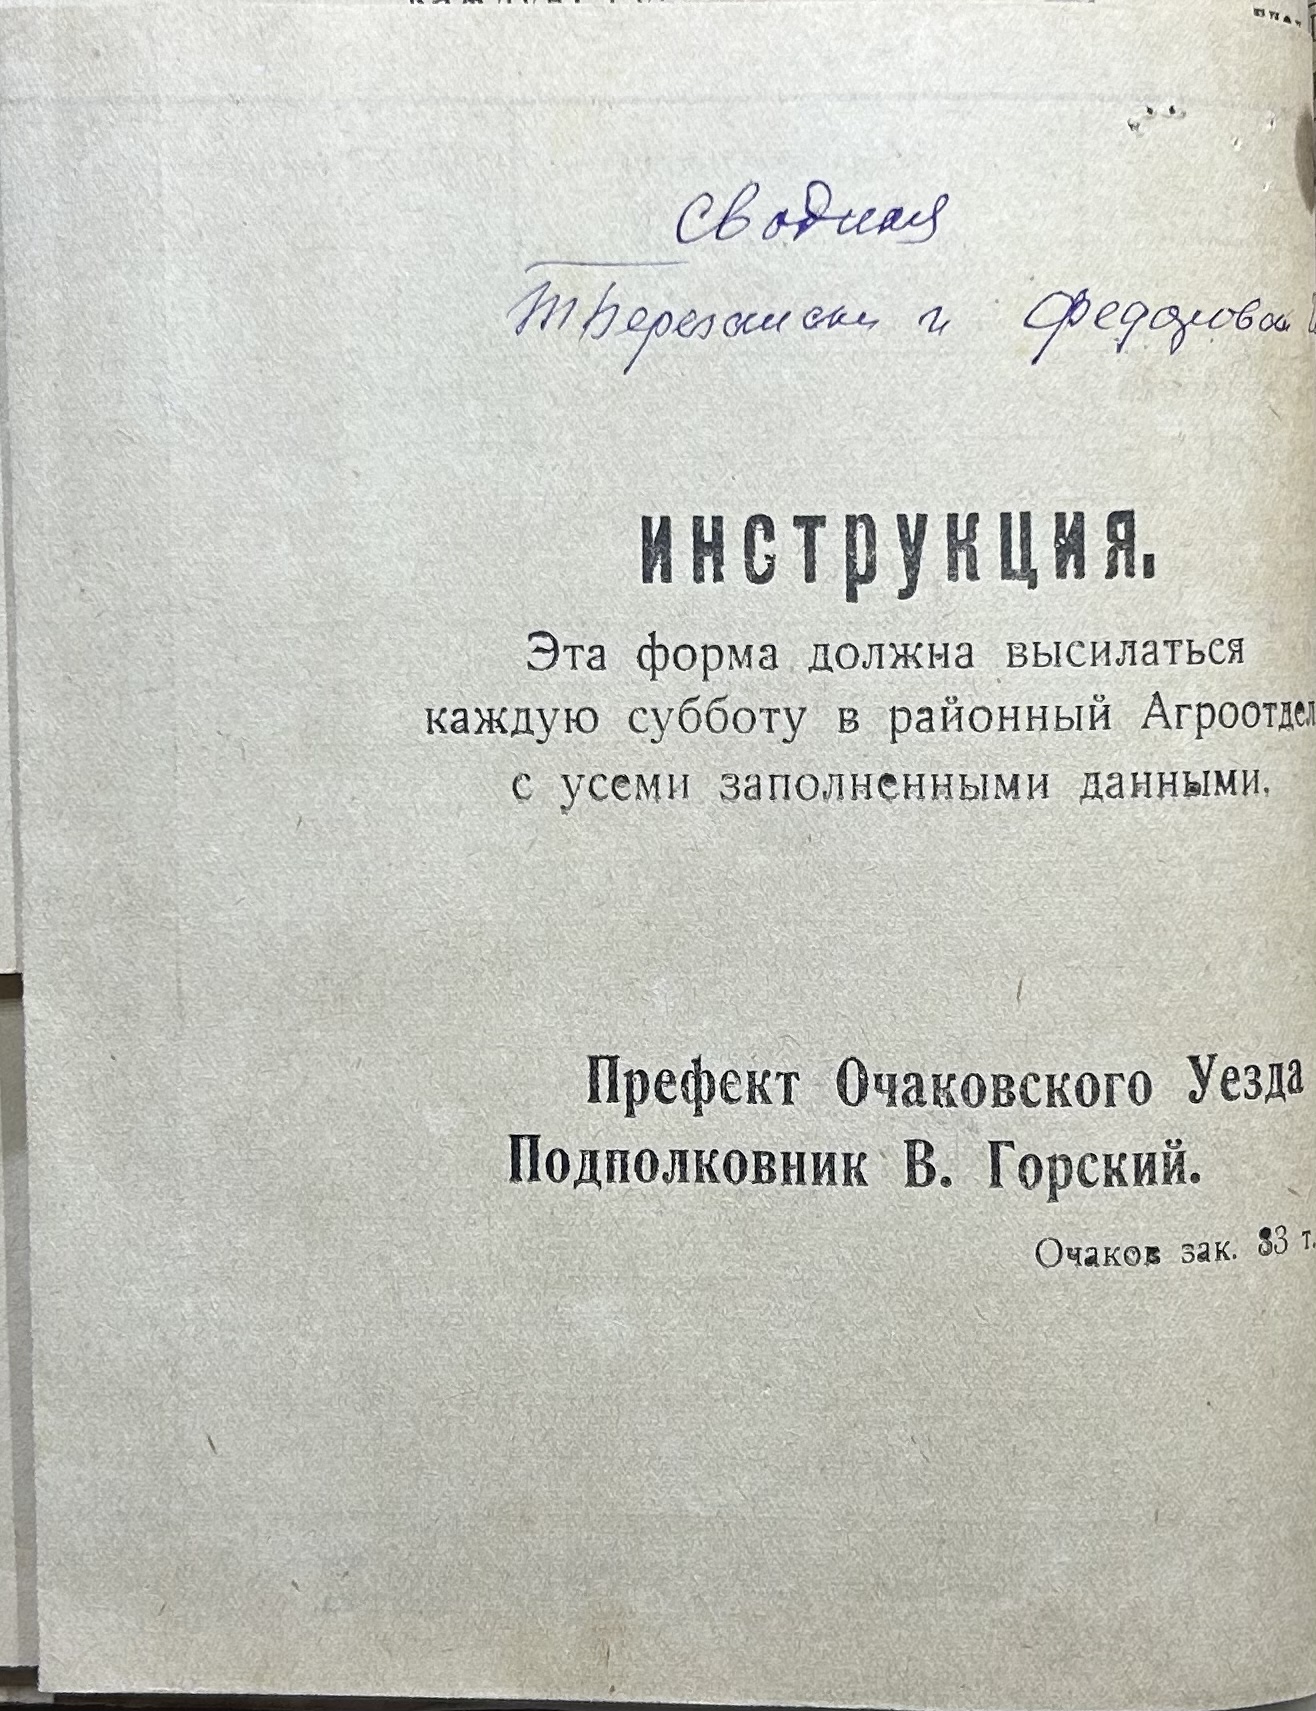 Сводная
и Федоровка
ИНСТРУКЦИЯ.
Эта форма должна высилаться
каждую субботу в районный Агроотдел
с усеми заполненными данными.
Префект Очаковского Уезда
Подполковник В. Горский.
Очаков зак. 83 т.